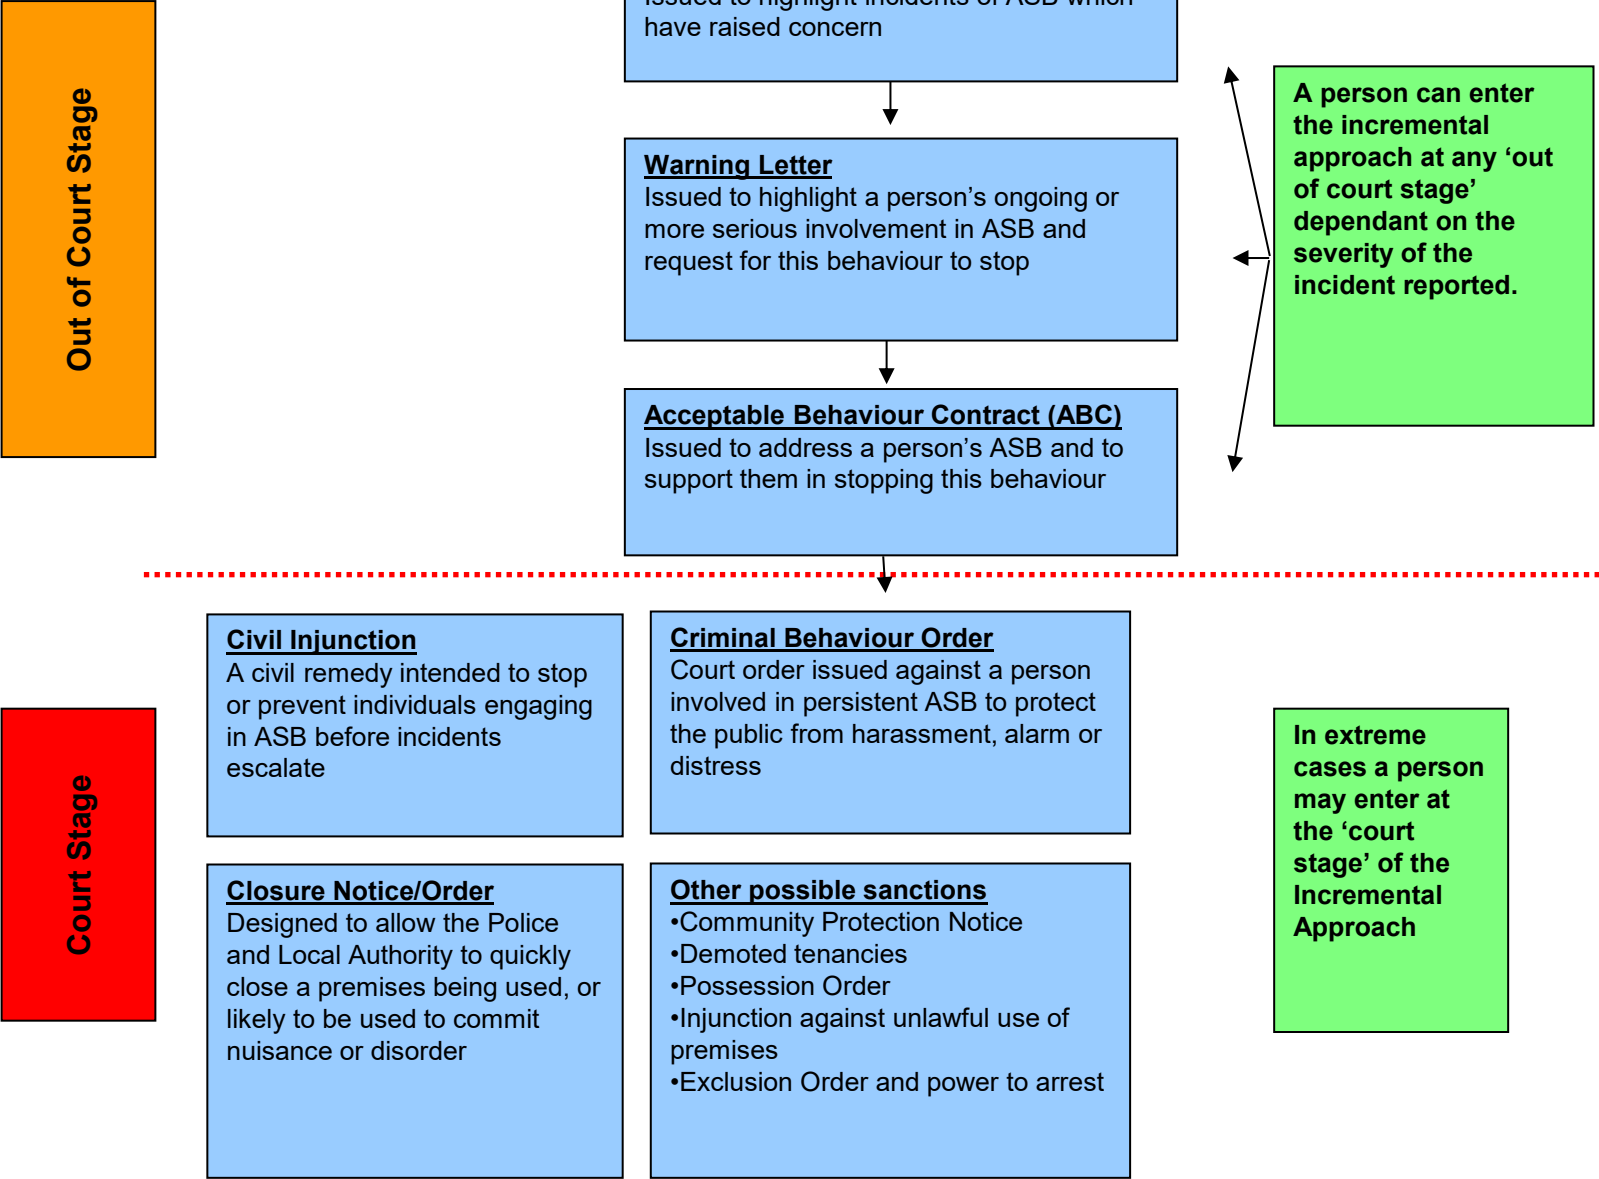 Issued to highlight incidents of ASB which
have raised concern
Out of Court Stage
A person can enter
the incremental
approach at any ‘out
of court stage’
dependant on the
severity of the
incident reported.
Warning Letter
Issued to highlight a person’s ongoing or
more serious involvement in ASB and
request for this behaviour to stop
Acceptable Behaviour Contract (ABC)
Issued to address a person’s ASB and to
support them in stopping this behaviour
Court Stage
Civil Injunction
A civil remedy intended to stop
or prevent individuals engaging
in ASB before incidents
escalate
Criminal Behaviour Order
Court order issued against a person
involved in persistent ASB to protect
the public from harassment, alarm or
distress
In extreme
cases a person
may enter at
the ‘court
stage’ of the
Incremental
Approach
Closure Notice/Order
Designed to allow the Police
and Local Authority to quickly
close a premises being used, or
likely to be used to commit
nuisance or disorder
Other possible sanctions
•Community Protection Notice
•Demoted tenancies
•Possession Order
•Injunction against unlawful use of
premises
•Exclusion Order and power to arrest